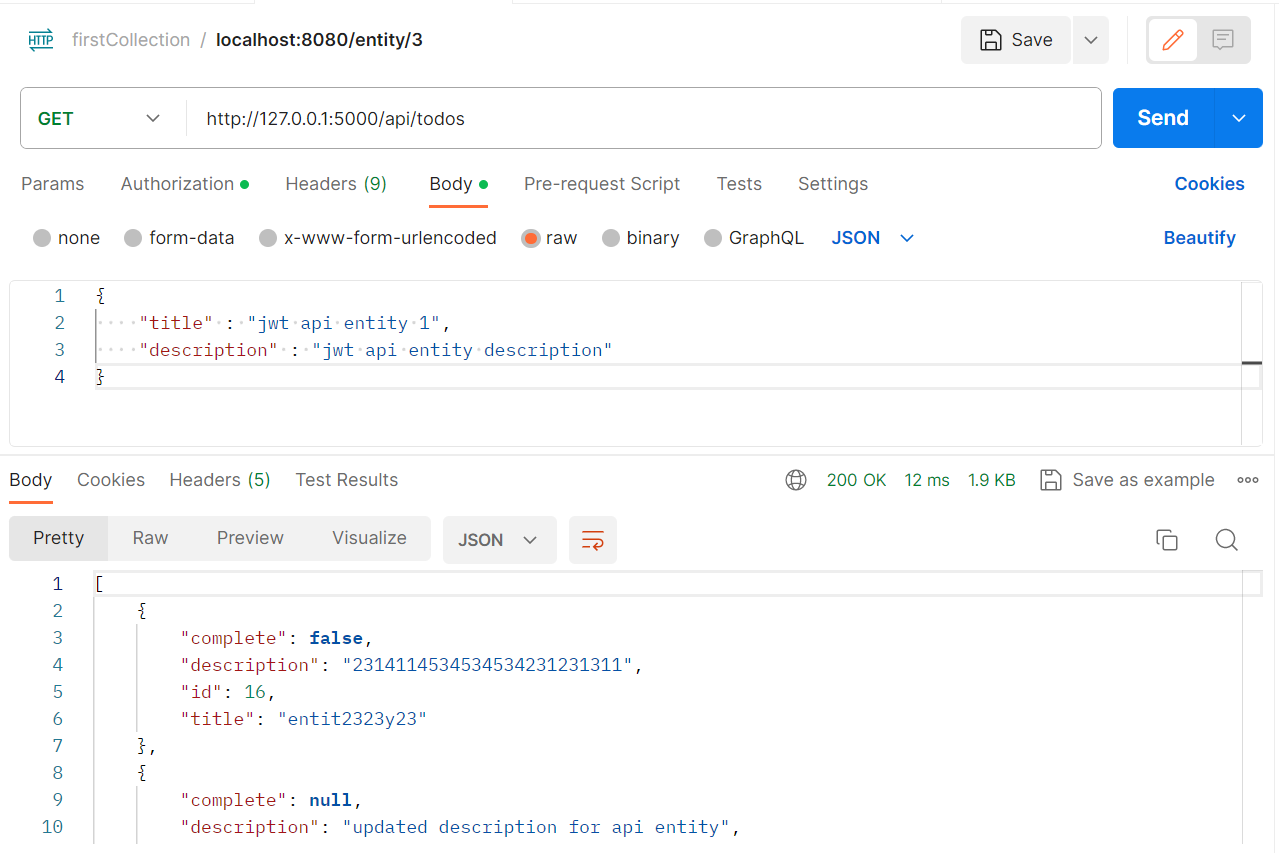 HTTP firstCollection / localhost:8080/entity/3 Save
GET http://127.0.0.1:5000/api/todos Send
Params Authorization Headers (9) Body Pre-request Script Tests Settings Cookies
none form-data x-www-form-urlencoded raw binary GraphQL JSON Beautify
1 {
2 ····"title"·:·"jwt·api·entity·1",
3 ····"description"·:·"jwt·api·entity·description"
4 }
Body Cookies Headers (5) Test Results 200 OK 12 ms 1.9 KB Save as example
Pretty Raw Preview Visualize JSON
1 [
2 {
3 "complete": false,
4 "description": "2314114534534534231231311",
5 "id": 16,
6 "title": "entit2323y23"
7 },
8 {
9 "complete": null,
10 "description": "updated description for api entity",